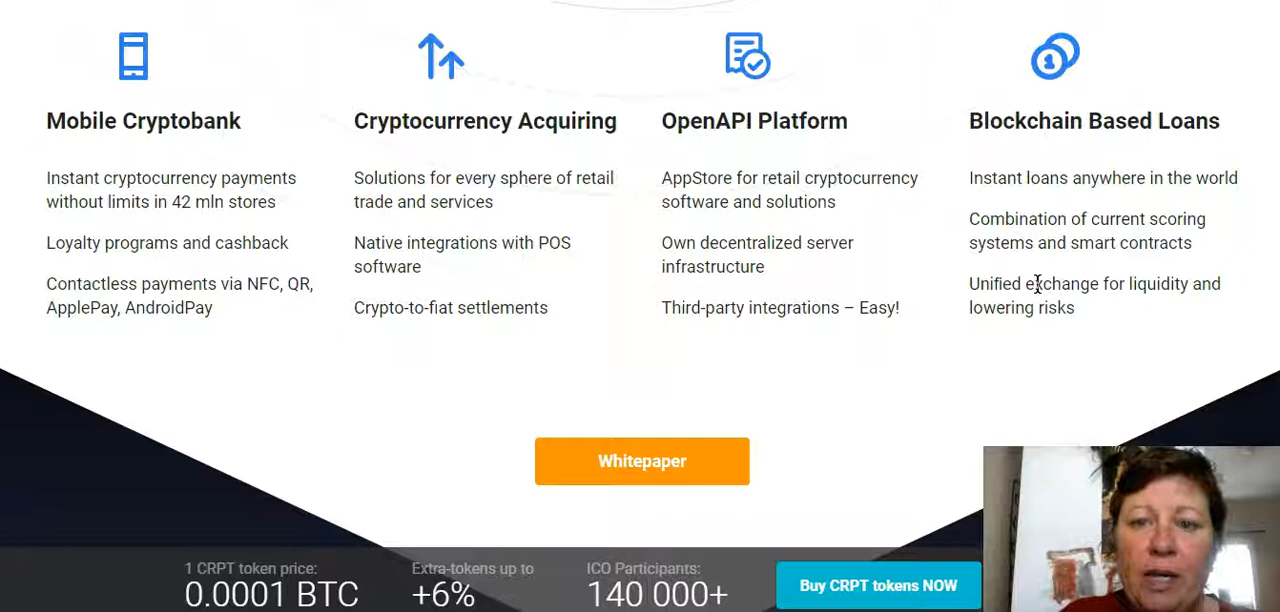 Mobile Cryptobank
Instant cryptocurrency payments
without limits in 42 mln stores
Loyalty programs and cashback
Contactless payments via NFC, QR,
ApplePay, AndroidPay
Cryptocurrency Acquiring
Solutions for every sphere of retail
trade and services
Native integrations with POS
software
Crypto-to-fiat settlements
OpenAPI Platform
AppStore for retail cryptocurrency
software and solutions
Own decentralized server
infrastructure
Third-party integrations – Easy!
1
Blockchain Based Loans
Instant loans anywhere in the world
Combination of current scoring
systems and smart contracts
Unified exchange for liquidity and
lowering risks
Whitepaper
1 CRPT token price:
0.0001 BTC
Extra-tokens up to
+6%
ICO Participants:
140 000+
Buy CRPT tokens NOW